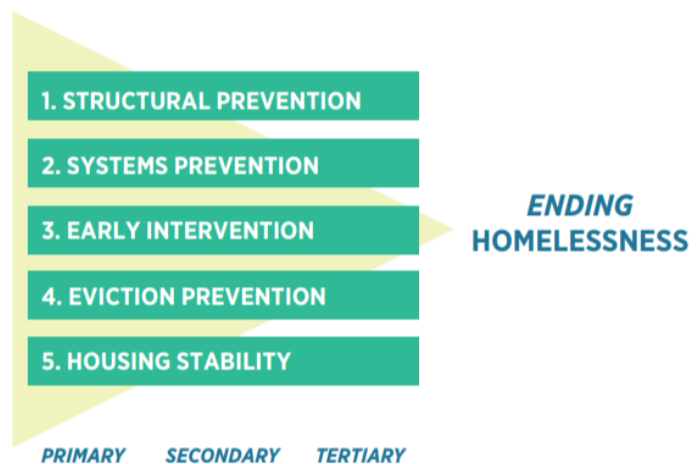 1. STRUCTURAL PREVENTION
2. SYSTEMS PREVENTION
3. EARLY INTERVENTION
4. EVICTION PREVENTION
5. HOUSING STABILITY
ENDING
HOMELESSNESS
PRIMARY SECONDARY TERTIARY